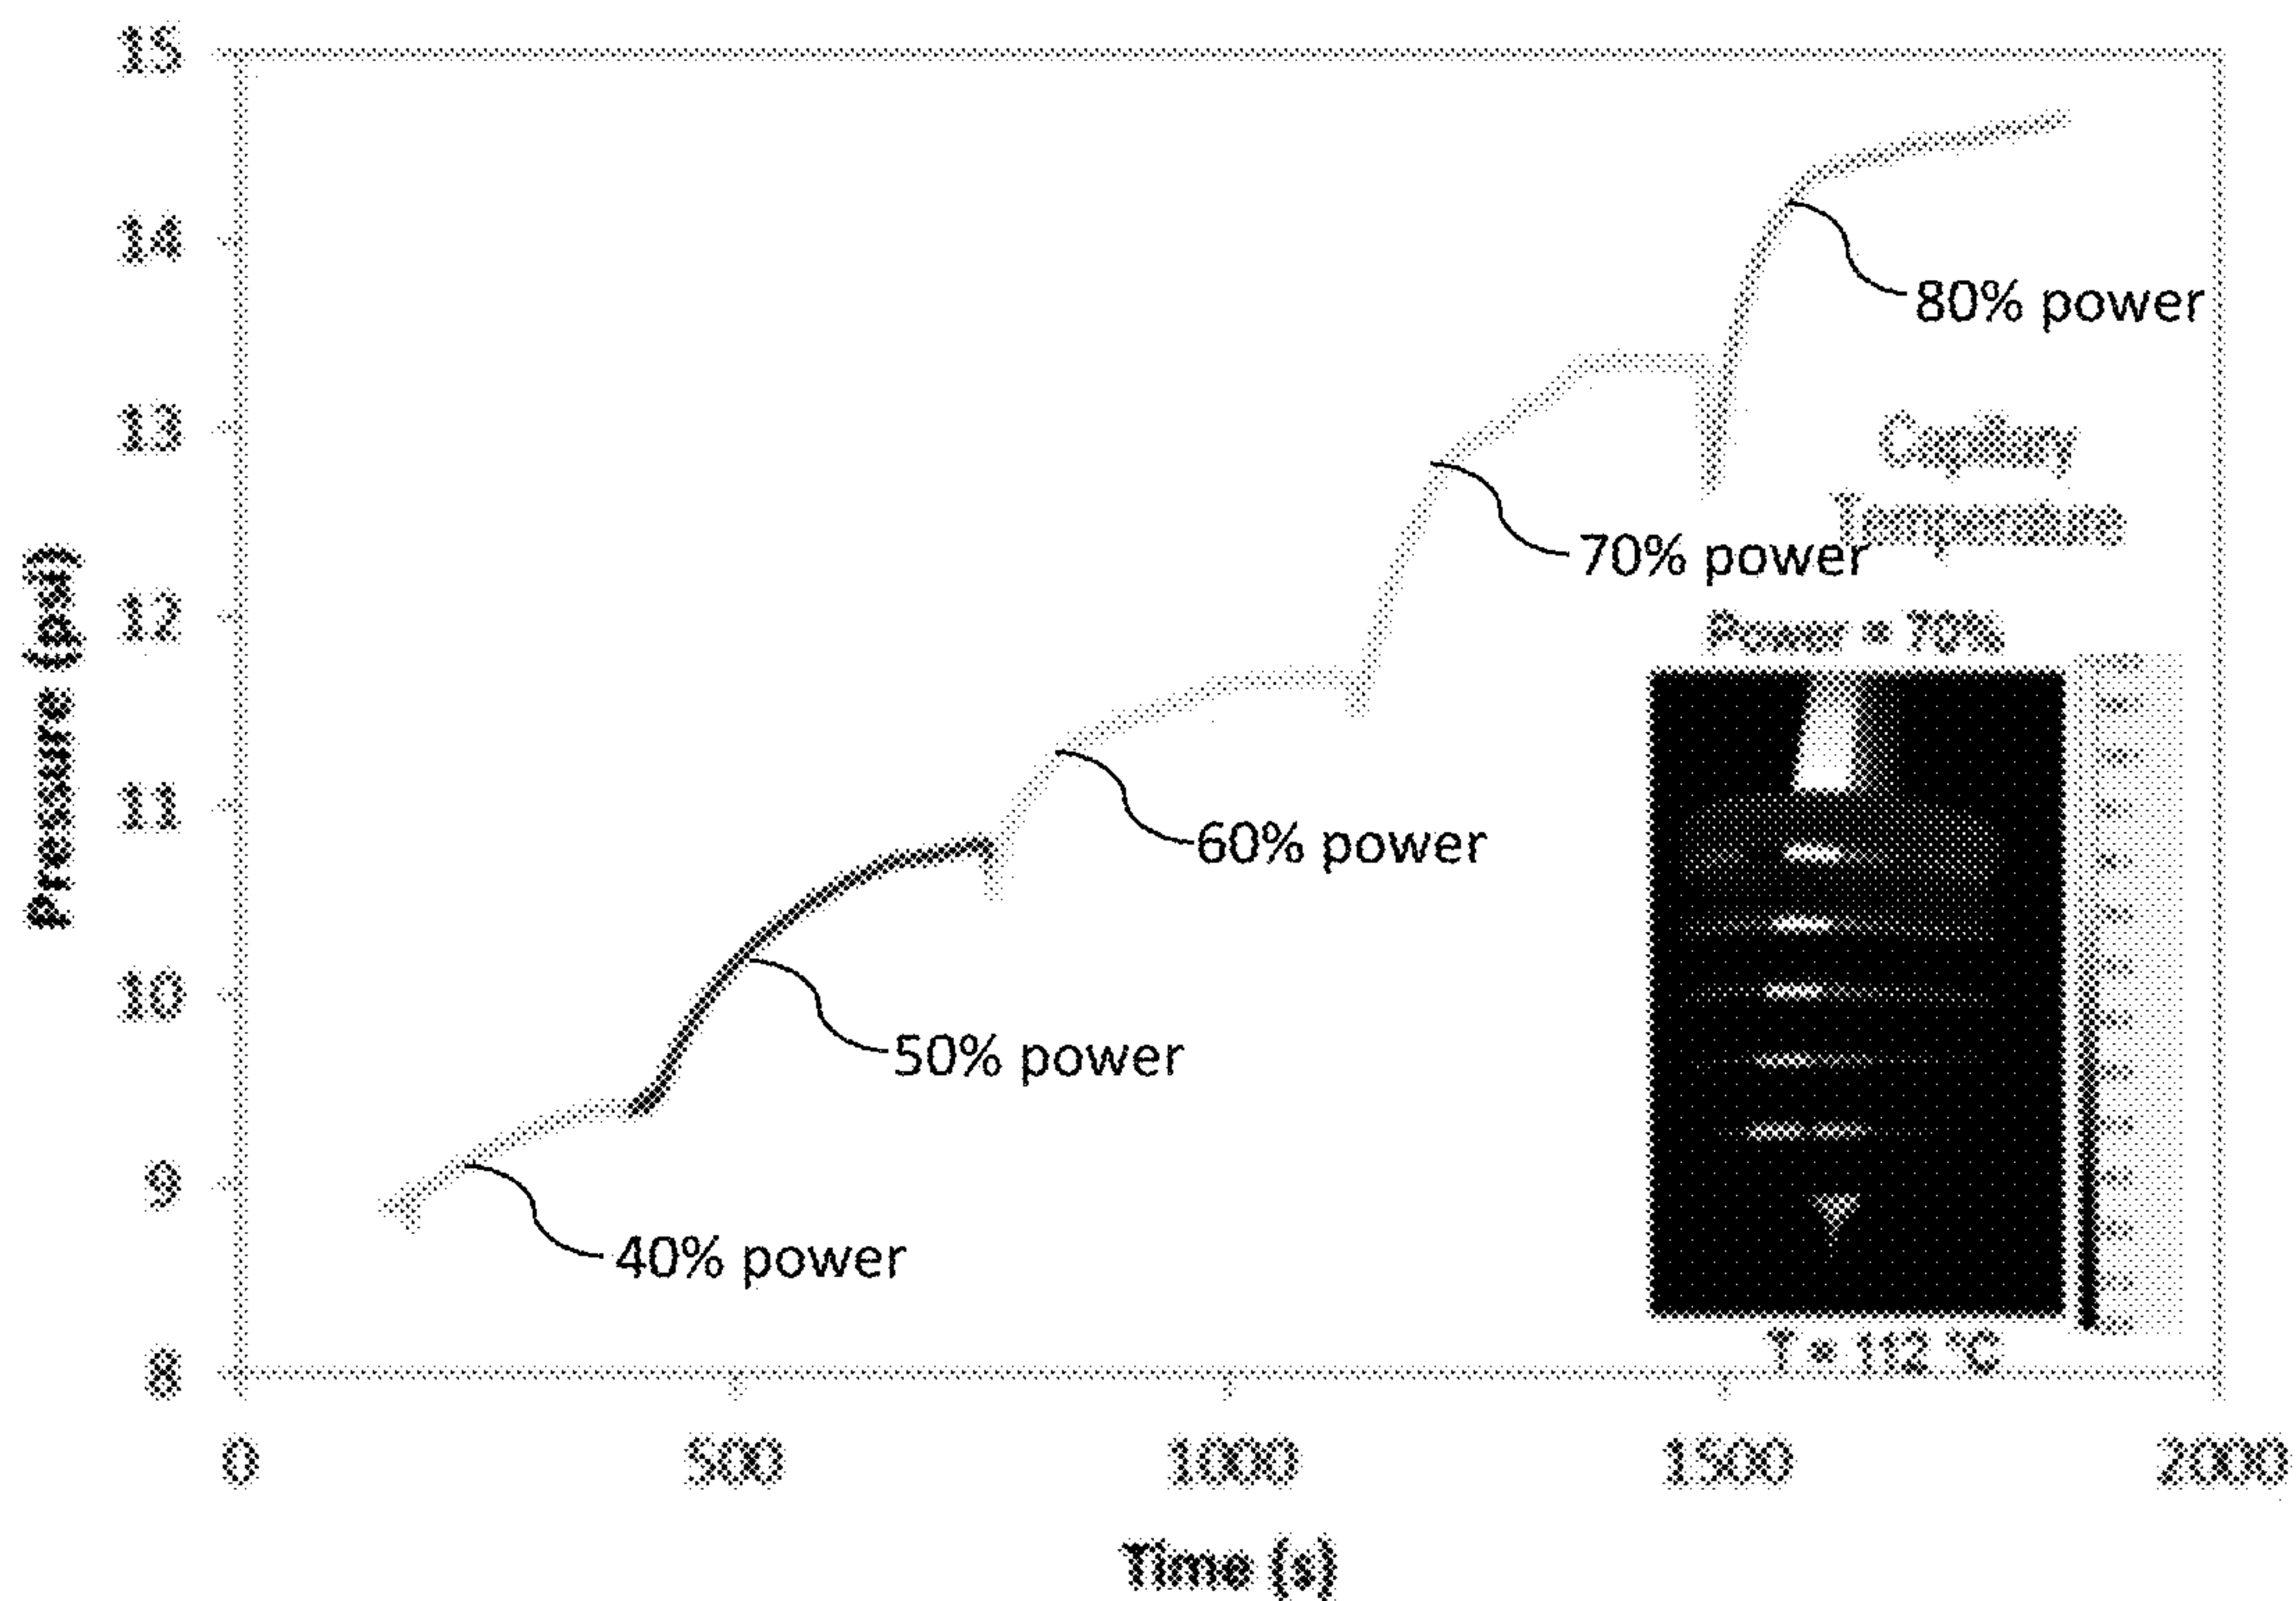 15
14
13
12
11
10
9
8
Pressure (psi)
0
500
1000
1500
2000
Time (s)
80% power
70% power
60% power
50% power
40% power
Capillary
Temperature
Power = 70%
T = 112 °C